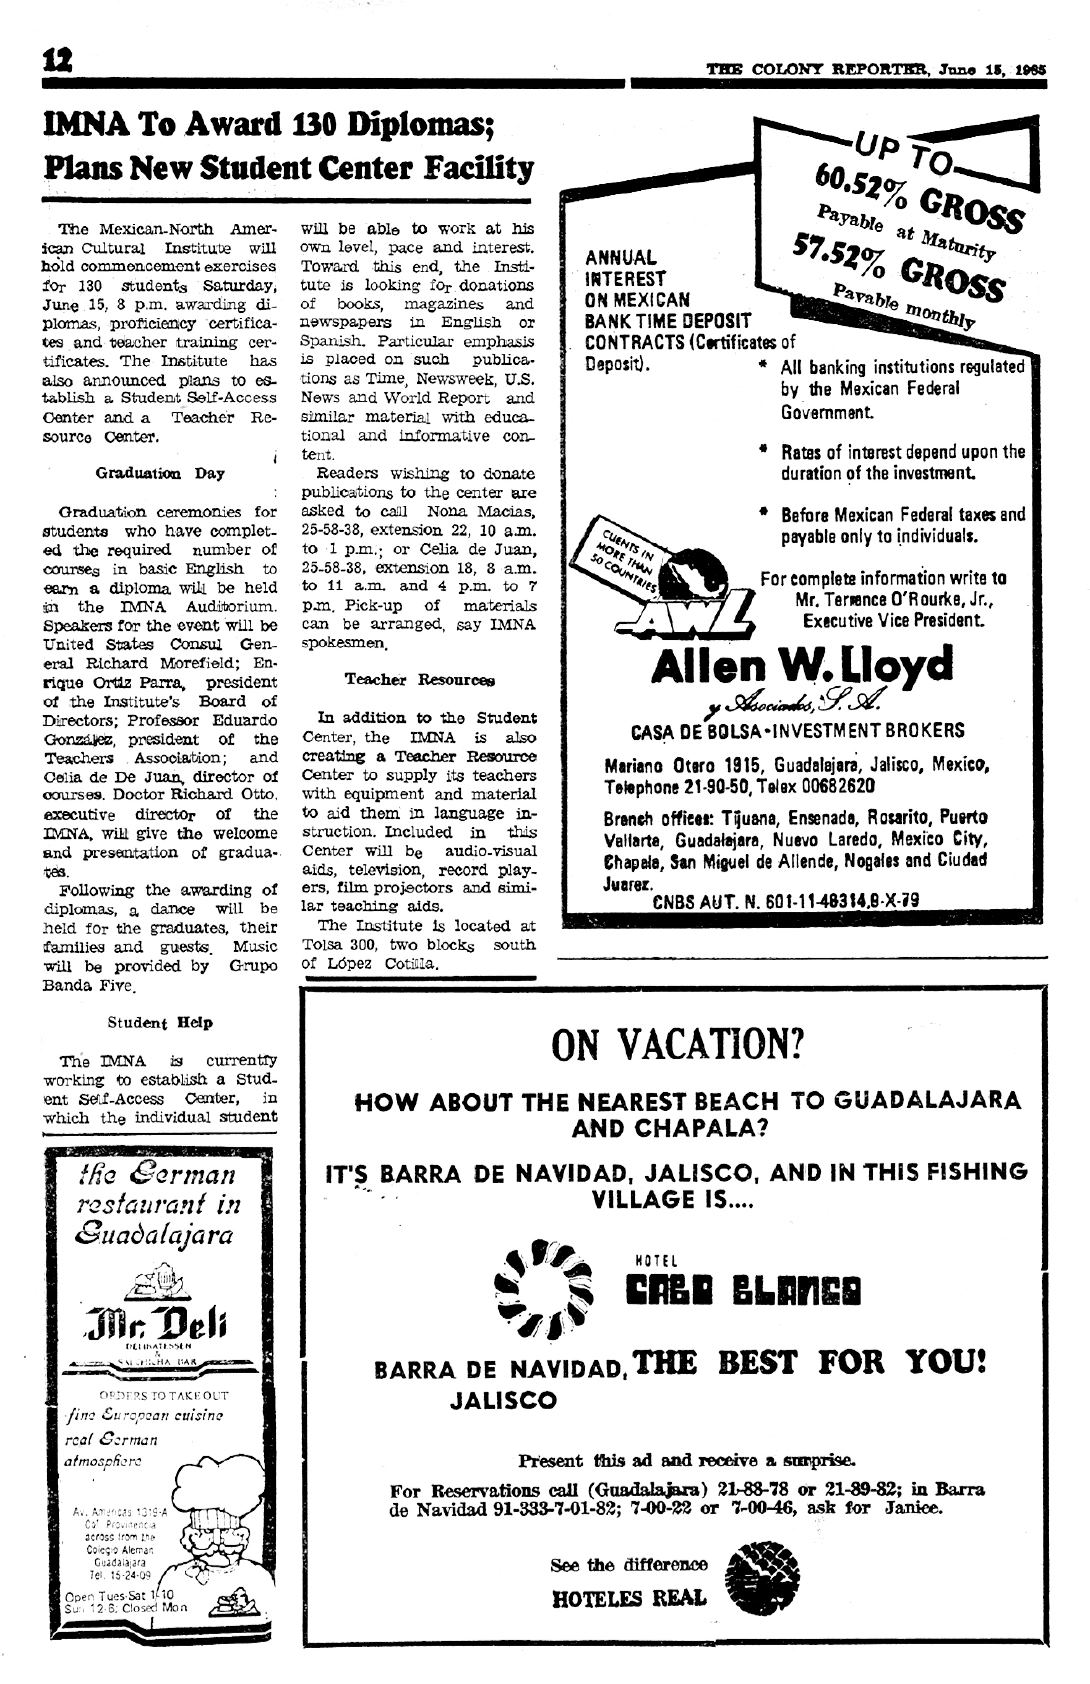 12
THE COLONY REPORTER, June 15, 1985
IMNA To Award 130 Diplomas;
Plans New Student Center Facility
The Mexican-North Amer-
ican Cultural Institute will
hold commencement exercises
for 130 students Saturday,
June 15, 8 p.m. awarding di-
plomas, proficiency certifica-
tes and teacher training cer-
tificates. The Institute has
also announced plans to es-
tablish a Student Self-Access
Center and a Teacher Re-
source Center.
Graduation Day
Graduation ceremonies for
students who have complet-
ed the required number of
courses in basic English to
earn a diploma will be held
in the IMNA Auditorium.
Speakers for the event will be
United States Consul Gen-
eral Richard Morefield; En-
rique Ortiz Parra, president
of the Institute's Board of
Directors; Professor Eduardo
González, president of the
Teachers Association; and
Celia de De Juan, director of
courses. Doctor Richard Otto,
executive director of the
IMNA, will give the welcome
and presentation of gradua-
tes.
Following the awarding of
diplomas, a dance will be
held for the graduates, their
families and guests. Music
will be provided by Grupo
Banda Five.
Student Help
The IMNA is currently
working to establish a Stud-
ent Self-Access Center, in
which the individual student
will be able to work at his
own level, pace and interest.
Toward this end, the Insti-
tute is looking for donations
of books, magazines and
newspapers in English or
Spanish. Particular emphasis
is placed on such publica-
tions as Time, Newsweek, U.S.
News and World Report and
similar material with educa-
tional and informative con-
tent.
Readers wishing to donate
publications to the center are
asked to call Nona Macias,
25-58-38, extension 22, 10 a.m.
to 1 p.m.; or Celia de Juan,
25-58-38, extension 18, 8 a.m.
to 11 a.m. and 4 p.m. to 7
p.m. Pick-up of materials
can be arranged, say IMNA
spokesmen.
Teacher Resources
In addition to the Student
Center, the IMNA is also
creating a Teacher Resource
Center to supply its teachers
with equipment and material
to aid them in language in-
struction. Included in this
Center will be audio-visual
aids, television, record play-
ers, film projectors and simi-
lar teaching aids.
The Institute is located at
Tolsa 300, two blocks south
of López Cotilla.
UP TO
60.52% GROSS
Payable at Maturity
57.52% GROSS
Payable monthly
ANNUAL
INTEREST
ON MEXICAN
BANK TIME DEPOSIT
CONTRACTS (Certificates of
Deposit).
* All banking institutions regulated
by the Mexican Federal
Government.
* Rates of interest depend upon the
duration of the investment.
* Before Mexican Federal taxes and
payable only to individuals.
CLIENTS IN
MORE THAN
50 COUNTRIES
AWL
For complete information write to
Mr. Terrence O'Rourke, Jr.,
Executive Vice President.
Allen W. Lloyd
y Asociados, S. A.
CASA DE BOLSA•INVESTMENT BROKERS
Mariano Otero 1915, Guadalajara, Jalisco, Mexico,
Telephone 21-90-50, Telex 00682620
Branch offices: Tijuana, Ensenada, Rosarito, Puerto
Vallarta, Guadalajara, Nuevo Laredo, Mexico City,
Chapala, San Miguel de Allende, Nogales and Ciudad
Juarez.
CNBS AUT. N. 601-11-48314,8-X-79
the German
restaurant in
Guadalajara
Mr. Deli
DELIKATESSEN
&
SALCHICHA BAR
ORDERS TO TAKE OUT
fine European cuisine
real German
atmosphere
Av. Americas 1319-A
Col. Providencia
across from the
Colegio Aleman
Guadalajara
Tel. 15-24-09
Open Tues-Sat 1-10
Sun 12-6; Closed Mon
ON VACATION?
HOW ABOUT THE NEAREST BEACH TO GUADALAJARA
AND CHAPALA?
IT'S BARRA DE NAVIDAD, JALISCO, AND IN THIS FISHING
VILLAGE IS....
HOTEL
CABO BLANCO
BARRA DE NAVIDAD, THE BEST FOR YOU!
JALISCO
Present this ad and receive a surprise.
For Reservations call (Guadalajara) 21-88-78 or 21-89-82; in Barra
de Navidad 91-333-7-01-82; 7-00-22 or 7-00-46, ask for Janice.
See the difference
HOTELES REAL